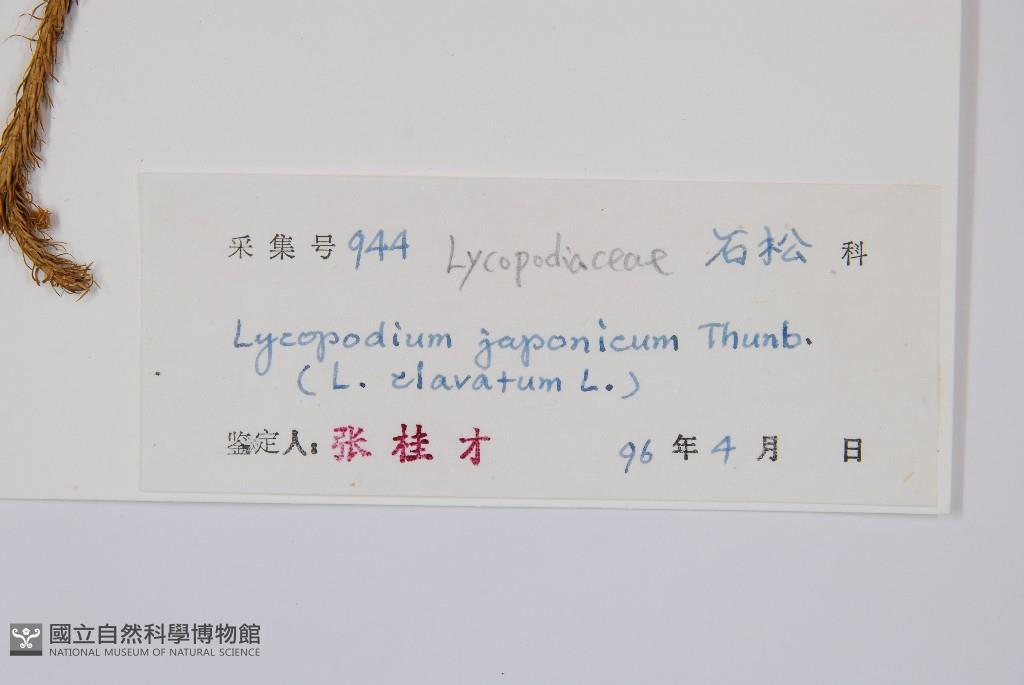 采集号 944 Lycopodiaceae 石松 科
Lycopodium japonicum Thunb.
(L. clavatum L.)
鉴定人: 张桂才 96 年 4 月 日
國立自然科學博物館
NATIONAL MUSEUM OF NATURAL SCIENCE